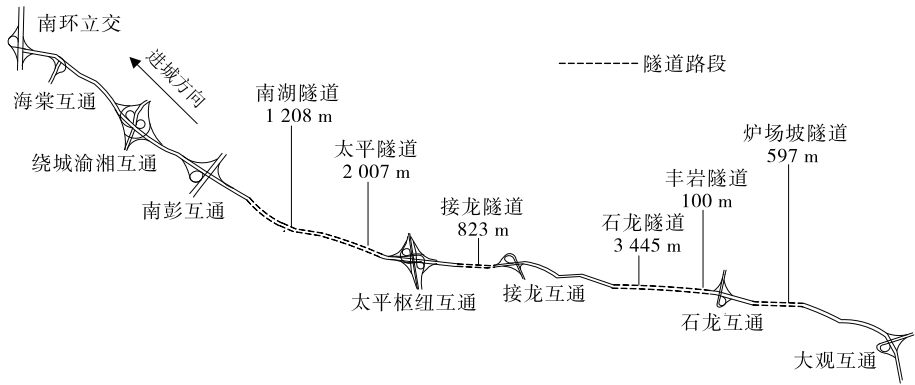 南环立交
进城方向
隧道路段
海棠互通
南湖隧道
1 208 m
绕城渝湘互通
太平隧道
2 007 m
炉场坡隧道
597 m
南彭互通
接龙隧道
823 m
丰岩隧道
100 m
石龙隧道
3 445 m
太平枢纽互通
接龙互通
石龙互通
大观互通